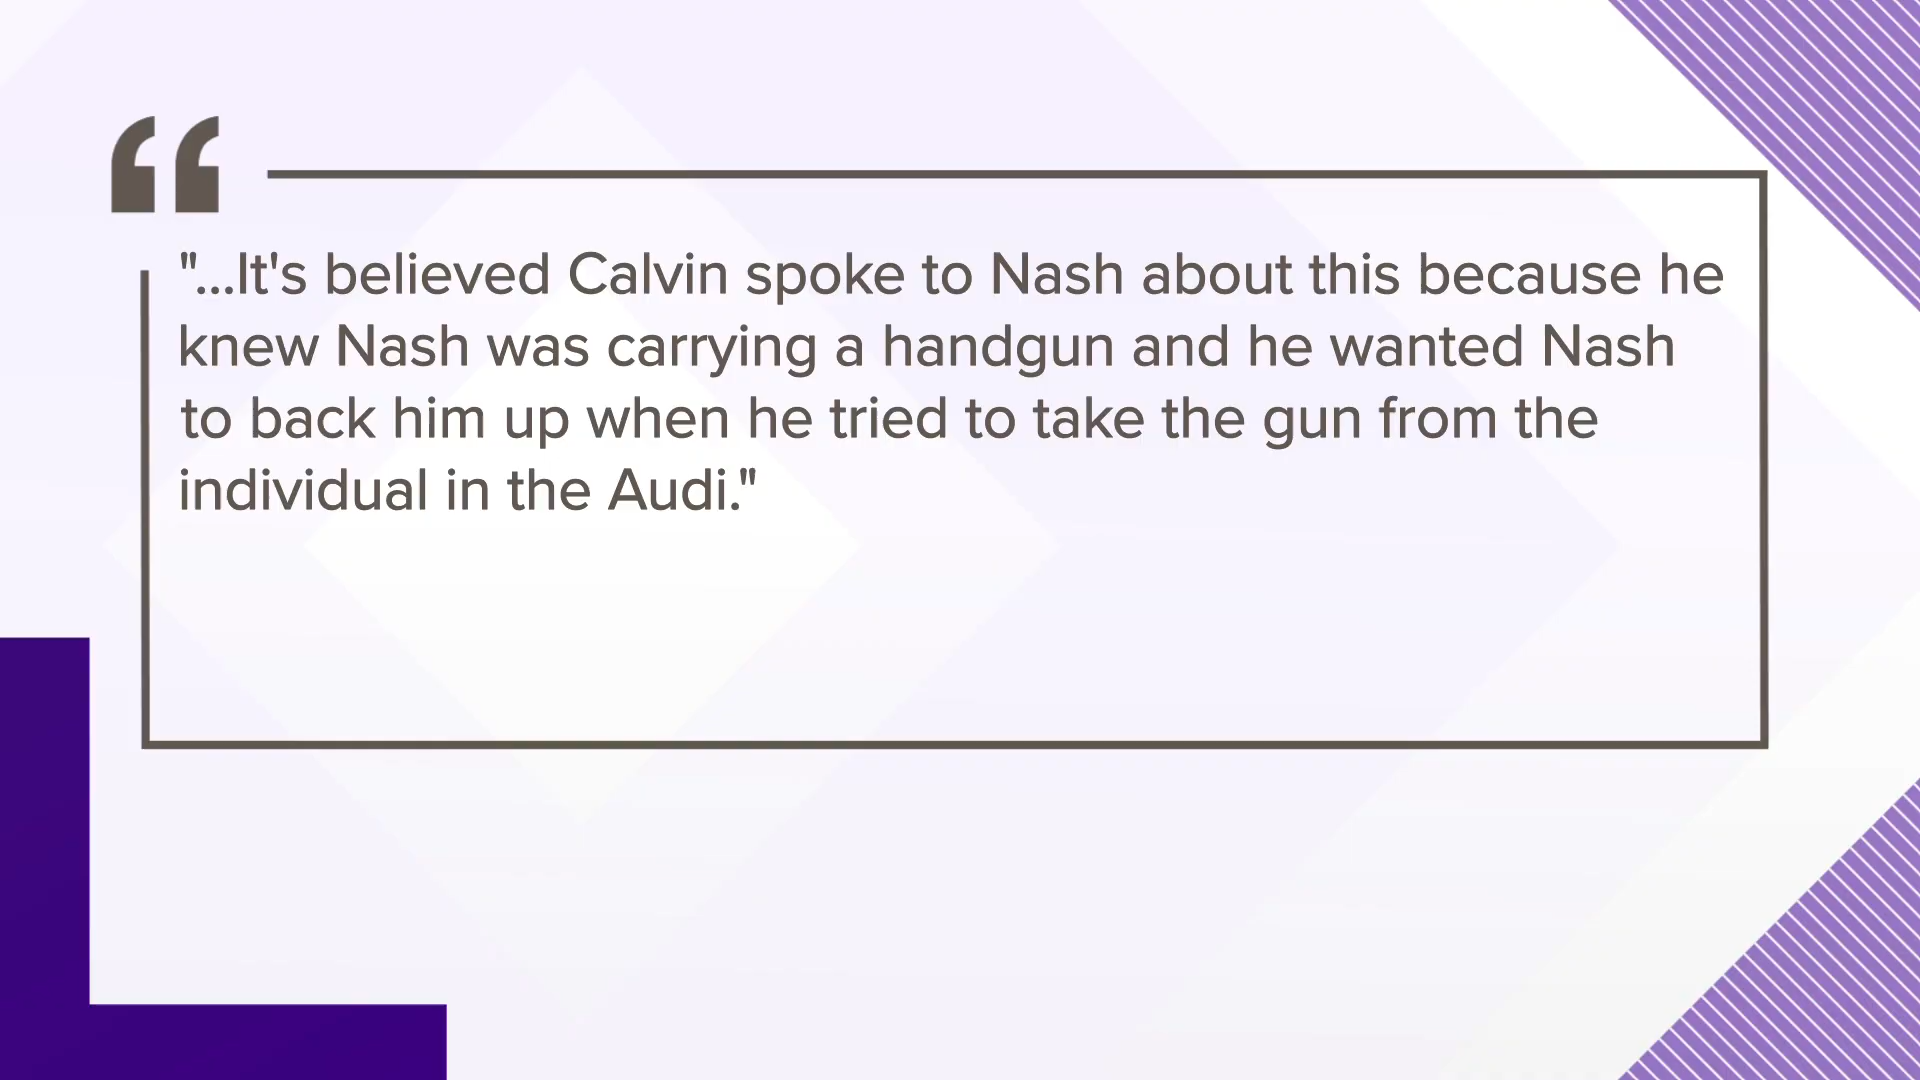 "...It's believed Calvin spoke to Nash about this because he
knew Nash was carrying a handgun and he wanted Nash
to back him up when he tried to take the gun from the
individual in the Audi."